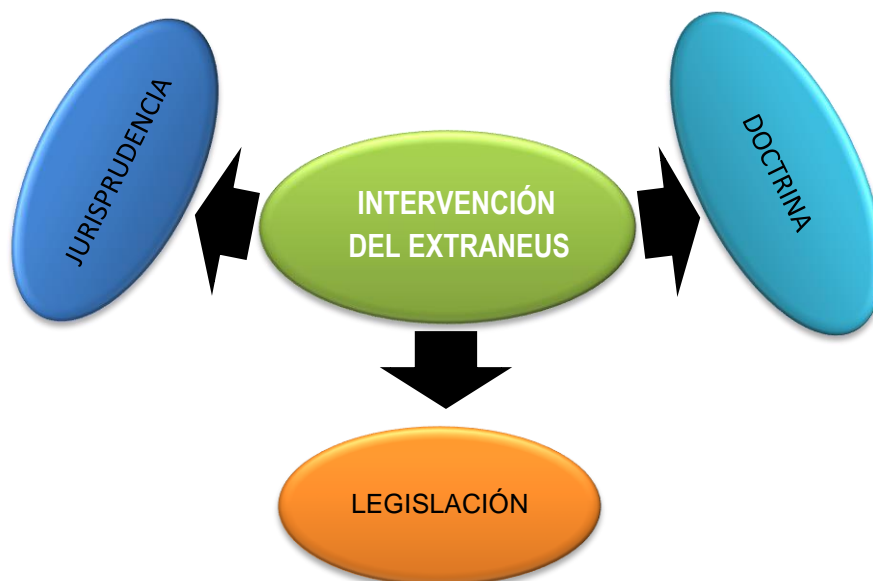 JURISPRUDENCIA
INTERVENCIÓN
DEL EXTRANEUS
DOCTRINA
LEGISLACIÓN